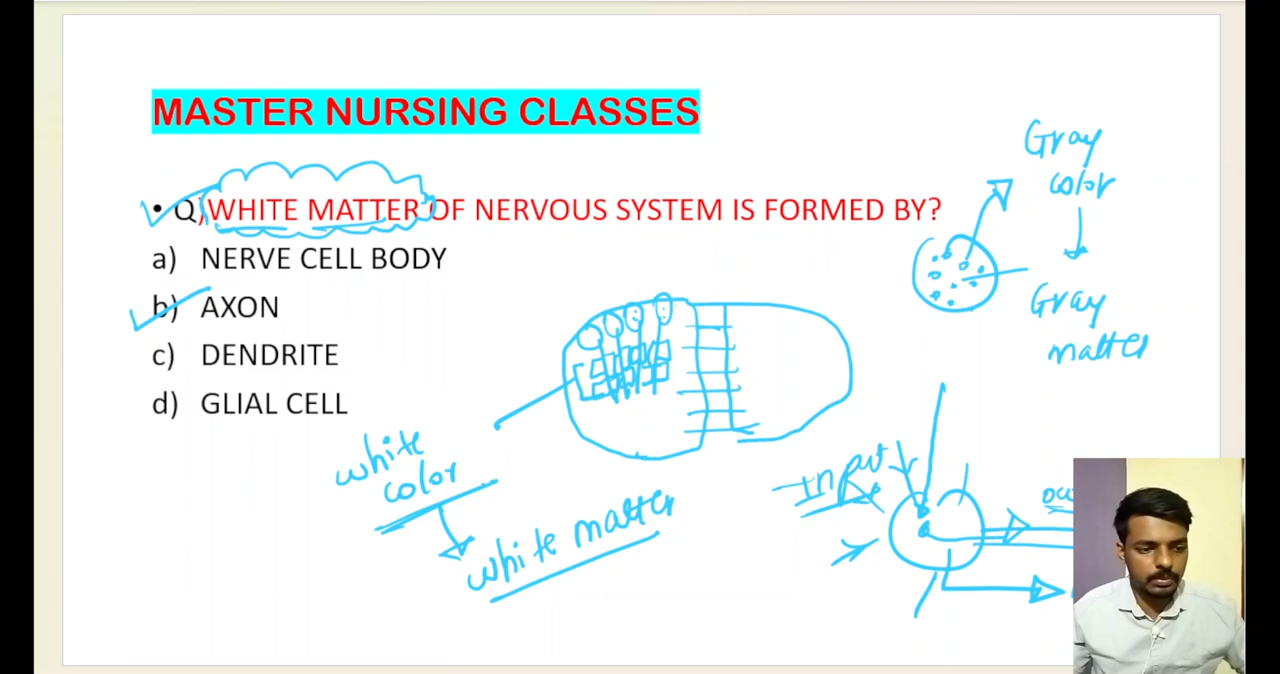 MASTER NURSING CLASSES
• Q) WHITE MATTER OF NERVOUS SYSTEM IS FORMED BY?
a) NERVE CELL BODY
b) AXON
c) DENDRITE
d) GLIAL CELL
Gray
color
Gray
matter
white
color
white matter
Input